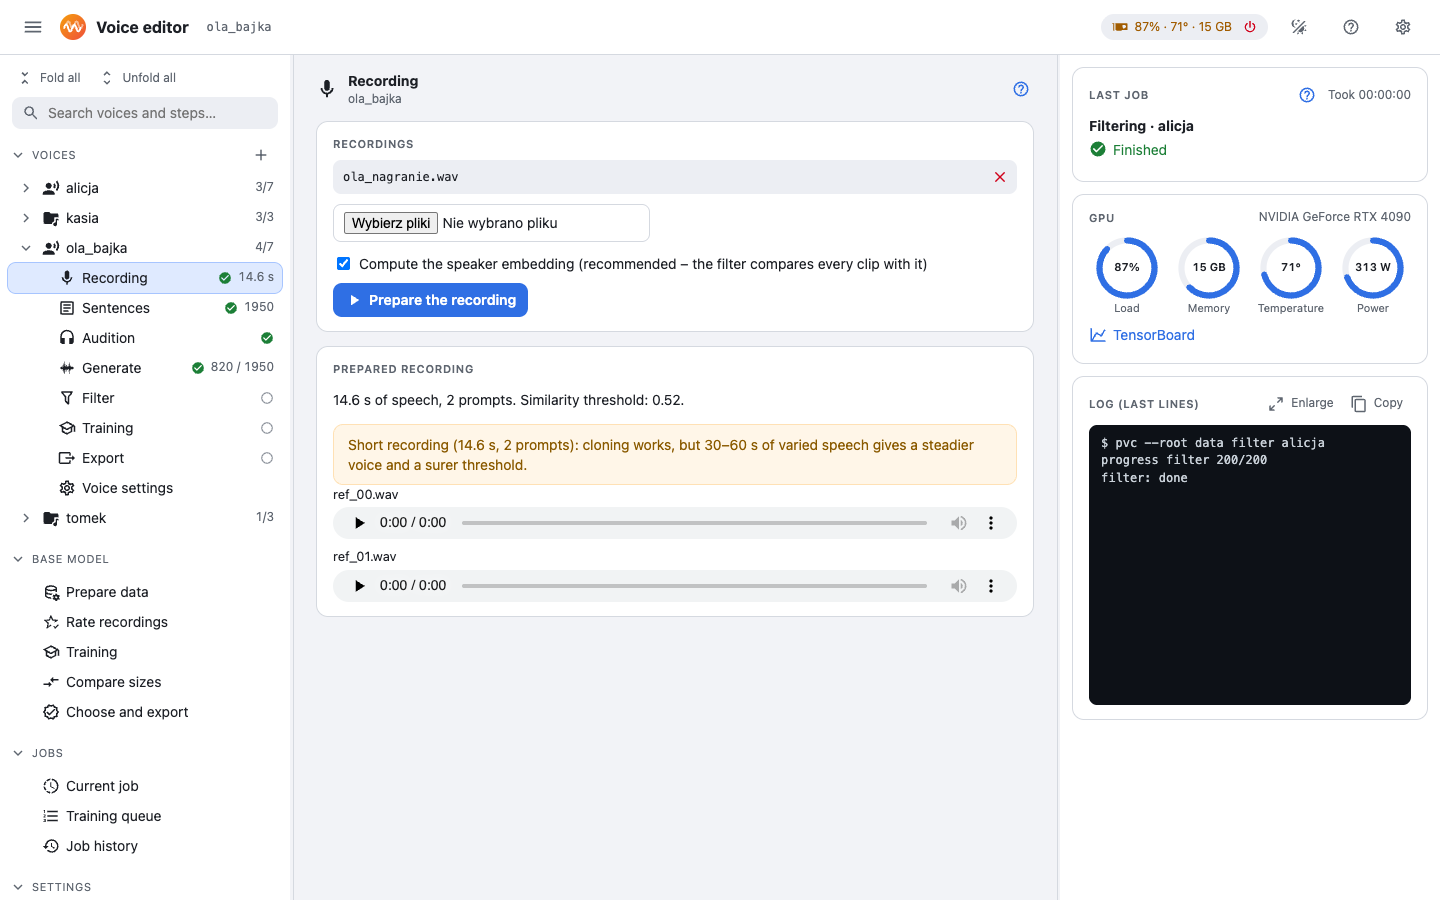 Voice editor
ola_bajka
87% · 71° · 15 GB
Fold all
Unfold all
Search voices and steps...
VOICES
alicja
3/7
kasia
3/3
ola_bajka
4/7
Recording
14.6 s
Sentences
1950
Audition
Generate
820 / 1950
Filter
Training
Export
Voice settings
tomek
1/3
BASE MODEL
Prepare data
Rate recordings
Training
Compare sizes
Choose and export
JOBS
Current job
Training queue
Job history
SETTINGS
Recording
ola_bajka
RECORDINGS
ola_nagranie.wav
Wybierz pliki Nie wybrano pliku
Compute the speaker embedding (recommended – the filter compares every clip with it)
Prepare the recording
PREPARED RECORDING
14.6 s of speech, 2 prompts. Similarity threshold: 0.52.
Short recording (14.6 s, 2 prompts): cloning works, but 30–60 s of varied speech gives a steadier
voice and a surer threshold.
ref_00.wav
0:00 / 0:00
ref_01.wav
0:00 / 0:00
LAST JOB
Took 00:00:00
Filtering · alicja
Finished
GPU
NVIDIA GeForce RTX 4090
87%
15 GB
71°
313 W
Load
Memory
Temperature
Power
TensorBoard
LOG (LAST LINES)
Enlarge
Copy
$ pvc --root data filter alicja
progress filter 200/200
filter: done